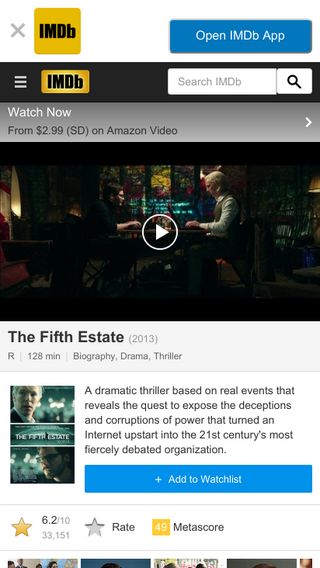 IMDb
Open IMDb App
IMDb
Search IMDb
Watch Now
From $2.99 (SD) on Amazon Video
The Fifth Estate (2013)
R | 128 min | Biography, Drama, Thriller
THE FIFTH ESTATE
A dramatic thriller based on real events that
reveals the quest to expose the deceptions
and corruptions of power that turned an
Internet upstart into the 21st century's most
fiercely debated organization.
+ Add to Watchlist
6.2/10
33,151
Rate
49 Metascore